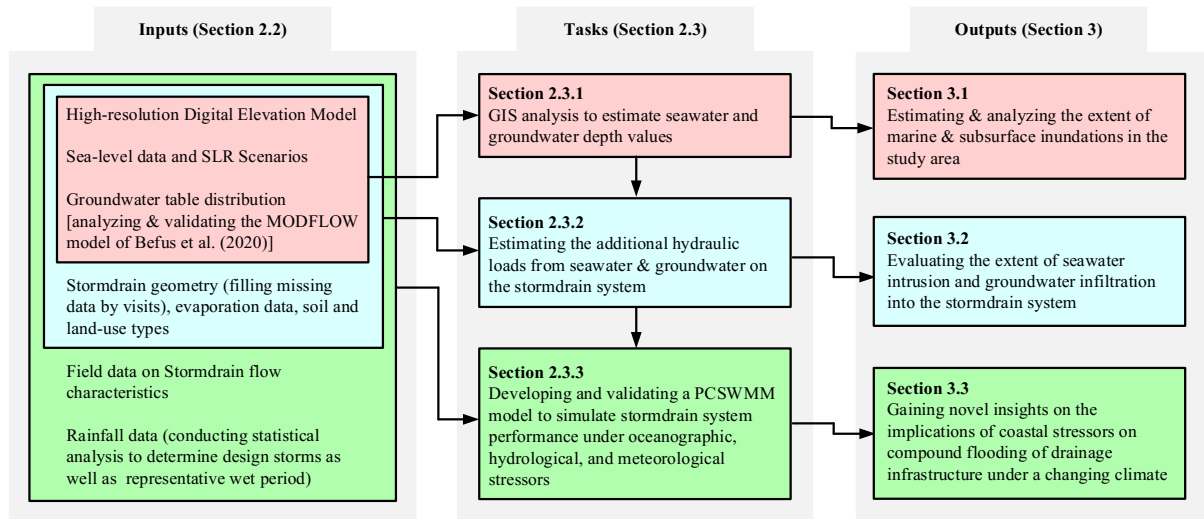 Inputs (Section 2.2)
High-resolution Digital Elevation Model
Sea-level data and SLR Scenarios
Groundwater table distribution
[analyzing & validating the MODFLOW
model of Befus et al. (2020)]
Stormdrain geometry (filling missing
data by visits), evaporation data, soil and
land-use types
Field data on Stormdrain flow
characteristics
Rainfall data (conducting statistical
analysis to determine design storms as
well as representative wet period)
Tasks (Section 2.3)
Section 2.3.1
GIS analysis to estimate seawater and
groundwater depth values
Section 2.3.2
Estimating the additional hydraulic
loads from seawater & groundwater on
the stormdrain system
Section 2.3.3
Developing and validating a PCSWMM
model to simulate stormdrain system
performance under oceanographic,
hydrological, and meteorological
stressors
Outputs (Section 3)
Section 3.1
Estimating & analyzing the extent of
marine & subsurface inundations in the
study area
Section 3.2
Evaluating the extent of seawater
intrusion and groundwater infiltration
into the stormdrain system
Section 3.3
Gaining novel insights on the
implications of coastal stressors on
compound flooding of drainage
infrastructure under a changing climate